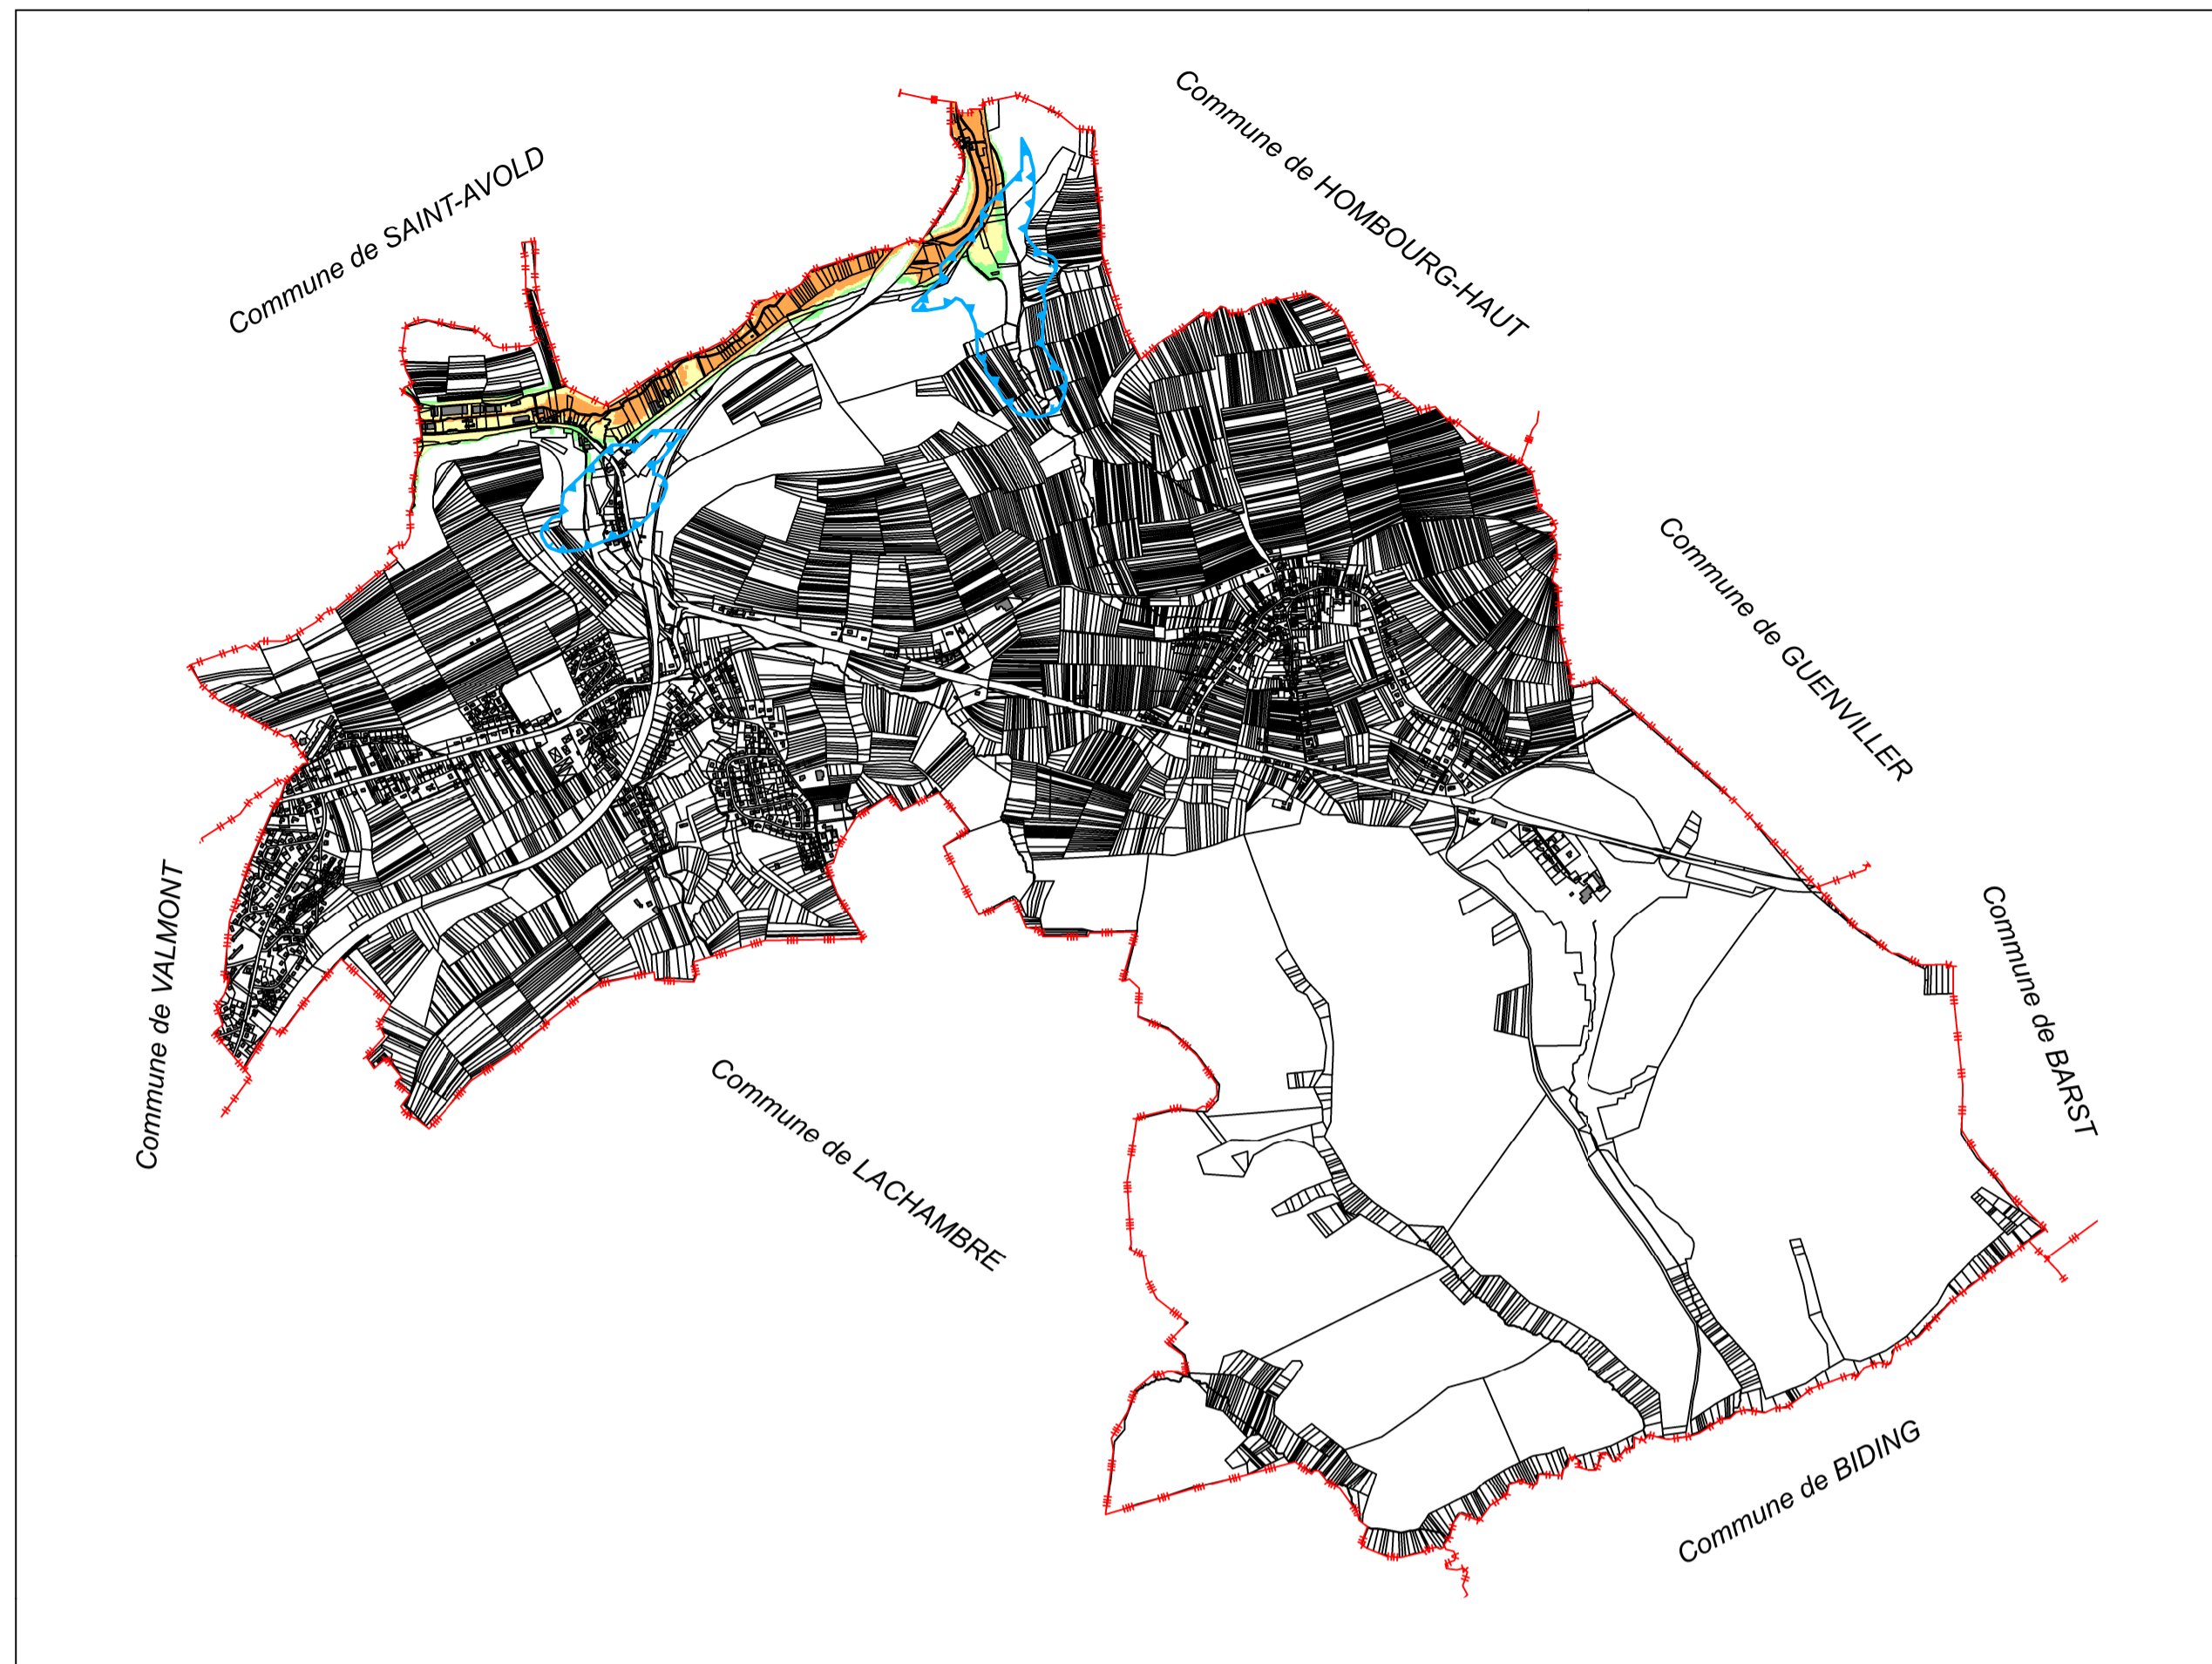 Commune de HOMBOURG-HAUT
Commune de SAINT-AVOLD
Commune de GUENVILLER
Commune de VALMONT
Commune de BARST
Commune de LACHAMBRE
Commune de BIDING